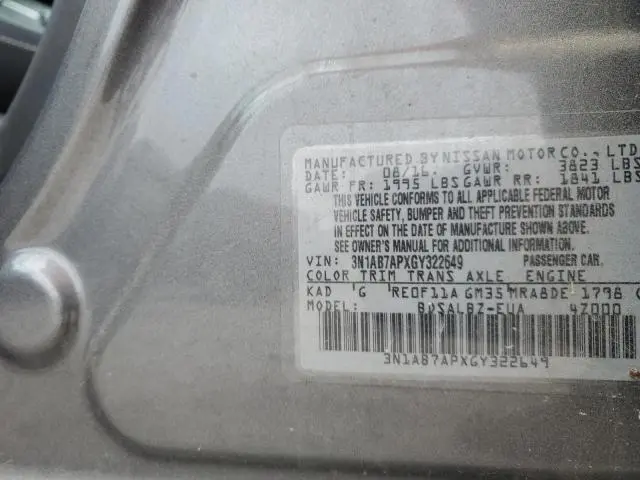 MANUFACTURED BY NISSAN MOTOR CO., LTD
DATE: 08/16 GVWR: 3823 LBS
GAWR FR: 1995 LBS GAWR RR: 1841 LBS
THIS VEHICLE CONFORMS TO ALL APPLICABLE FEDERAL MOTOR
VEHICLE SAFETY, BUMPER AND THEFT PREVENTION STANDARDS
IN EFFECT ON THE DATE OF MANUFACTURE SHOWN ABOVE.
SEE OWNER'S MANUAL FOR ADDITIONAL INFORMATION.
VIN: 3N1AB7APXGY322649 PASSENGER CAR.
COLOR TRIM TRANS AXLE ENGINE
KAD G RE0F11A GM35 MRA8DE 1798
MODEL: 4Z000
3N1AB7APXGY322649